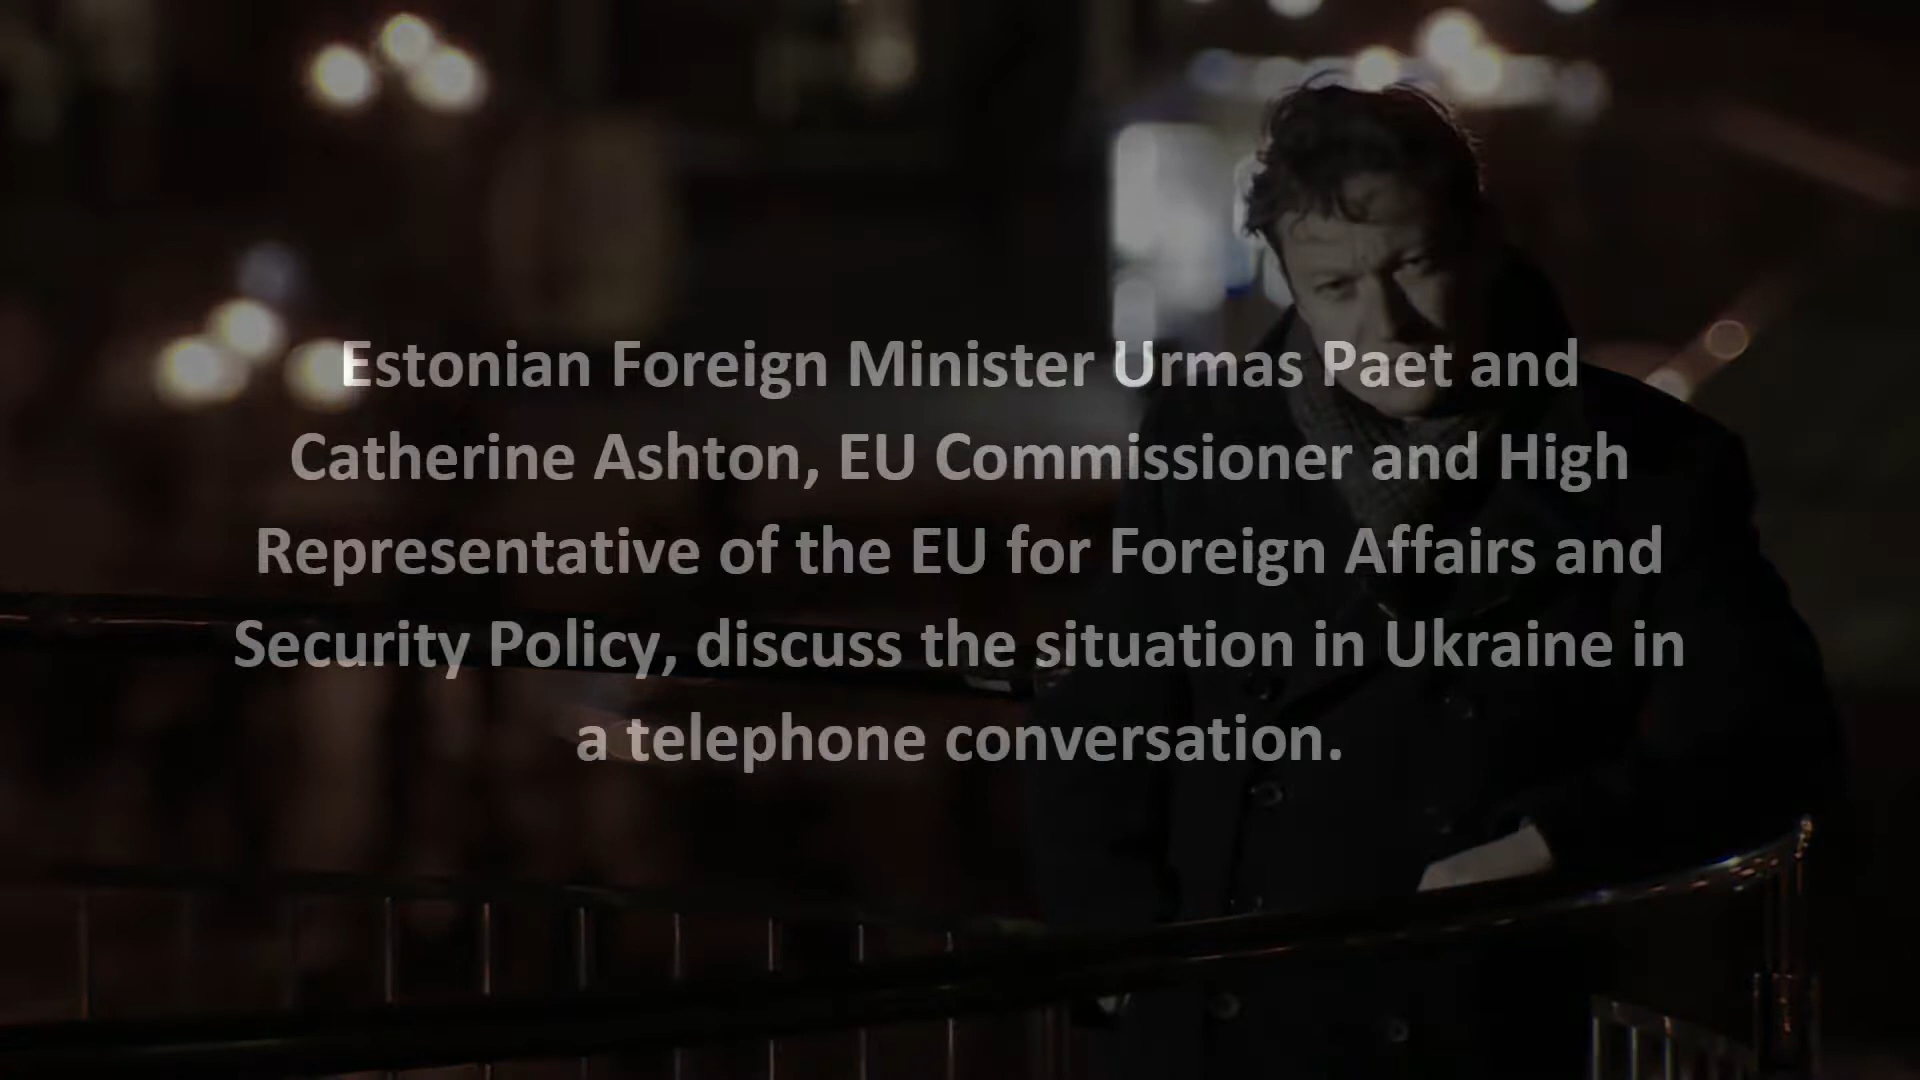 Estonian Foreign Minister Urmas Paet and
Catherine Ashton, EU Commissioner and High
Representative of the EU for Foreign Affairs and
Security Policy, discuss the situation in Ukraine in
a telephone conversation.